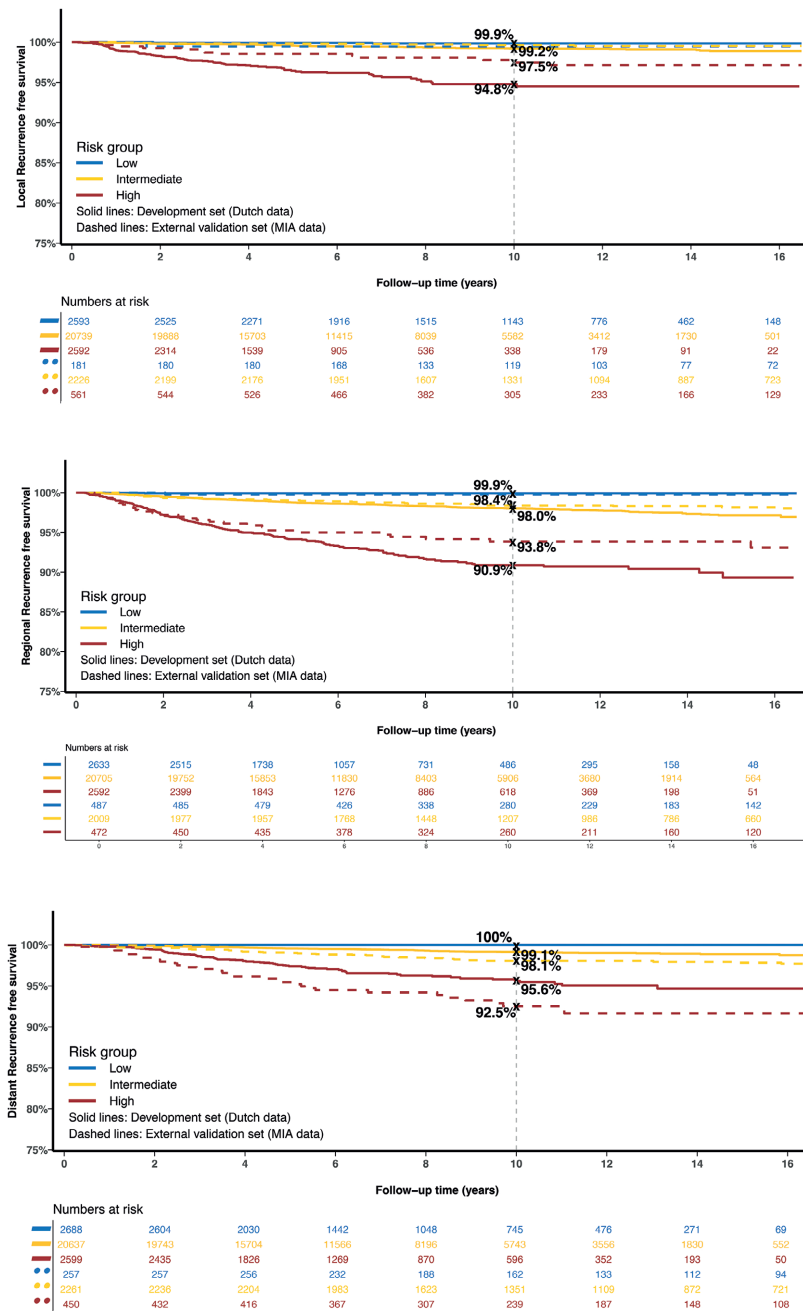 Local Recurrence free survival
100%
95%
90%
85%
80%
75%
99.9%
99.2%
97.5%
94.8%
Risk group
Low
Intermediate
High
Solid lines: Development set (Dutch data)
Dashed lines: External validation set (MIA data)
0 2 4 6 8 10 12 14 16
Follow-up time (years)
Numbers at risk
2593 2525 2271 1916 1515 1143 776 462 148
20739 19888 15703 11415 8039 5582 3412 1730 501
2592 2314 1539 905 536 338 179 91 22
181 180 180 168 133 119 103 77 72
2226 2199 2176 1951 1607 1331 1094 887 723
561 544 526 466 382 305 233 166 129
Regional Recurrence free survival
100%
95%
90%
85%
80%
75%
99.9%
98.4%
98.0%
93.8%
90.9%
Risk group
Low
Intermediate
High
Solid lines: Development set (Dutch data)
Dashed lines: External validation set (MIA data)
0 2 4 6 8 10 12 14 16
Follow-up time (years)
Numbers at risk
2633 2515 1738 1057 731 486 295 158 48
20705 19752 15853 11830 8403 5906 3680 1914 564
2592 2399 1843 1276 886 618 369 198 51
487 485 479 426 338 280 229 183 142
2009 1977 1957 1768 1448 1207 986 786 660
472 450 435 378 324 260 211 160 120
0 2 4 6 8 10 12 14 16
Distant Recurrence free survival
100%
95%
90%
85%
80%
75%
100%
99.1%
98.1%
95.6%
92.5%
Risk group
Low
Intermediate
High
Solid lines: Development set (Dutch data)
Dashed lines: External validation set (MIA data)
0 2 4 6 8 10 12 14 16
Follow-up time (years)
Numbers at risk
2688 2604 2030 1442 1048 745 476 271 69
20637 19743 15704 11566 8196 5743 3556 1830 552
2599 2435 1826 1269 870 596 352 193 50
257 257 256 232 188 162 133 112 94
2261 2236 2204 1983 1623 1351 1109 872 721
450 432 416 367 307 239 187 148 108